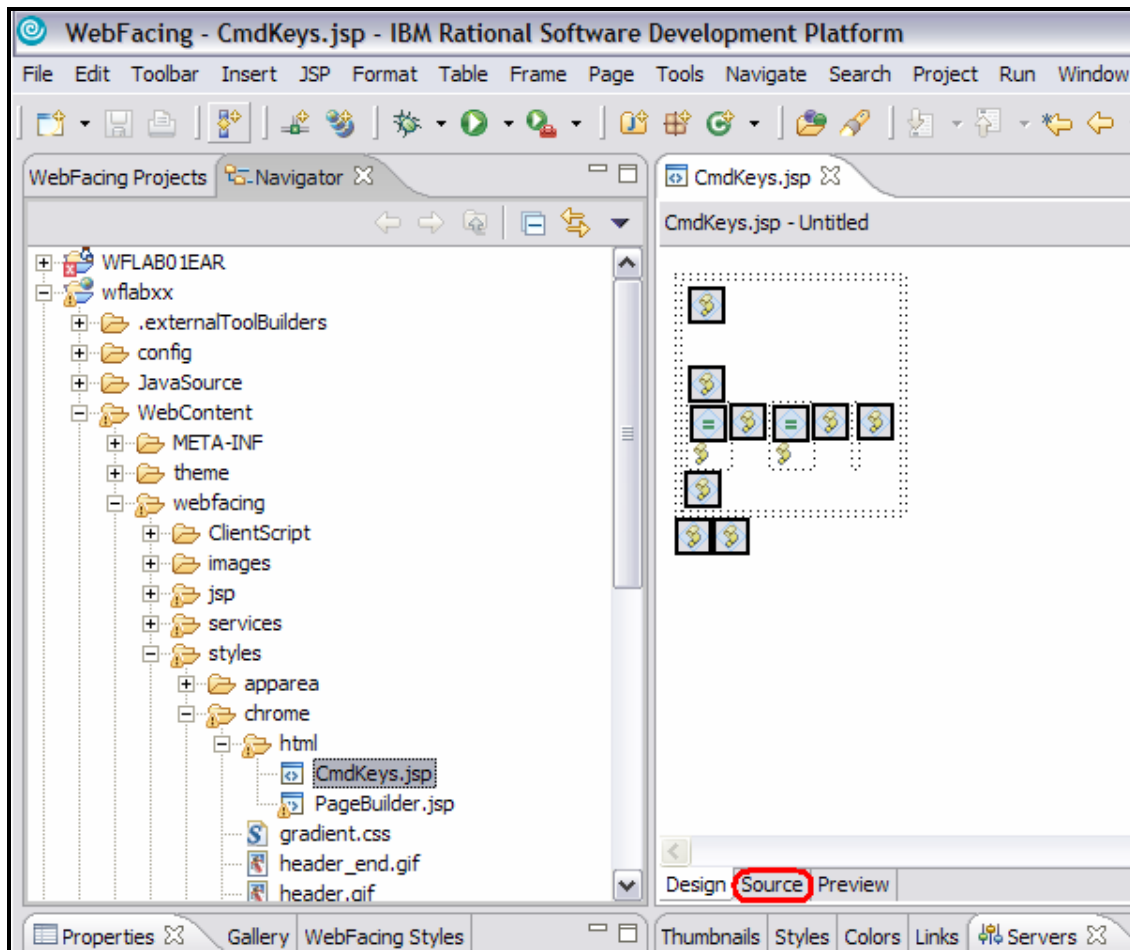 WebFacing - CmdKeys.jsp - IBM Rational Software Development Platform
File Edit Toolbar Insert JSP Format Table Frame Page Tools Navigate Search Project Run Window
WebFacing Projects Navigator
CmdKeys.jsp
CmdKeys.jsp - Untitled
WFLAB01EAR
wflabxx
.externalToolBuilders
config
JavaSource
WebContent
META-INF
theme
webfacing
ClientScript
images
jsp
services
styles
apparea
chrome
html
CmdKeys.jsp
PageBuilder.jsp
gradient.css
header_end.gif
header.gif
Design Source Preview
Properties Gallery WebFacing Styles
Thumbnails Styles Colors Links Servers